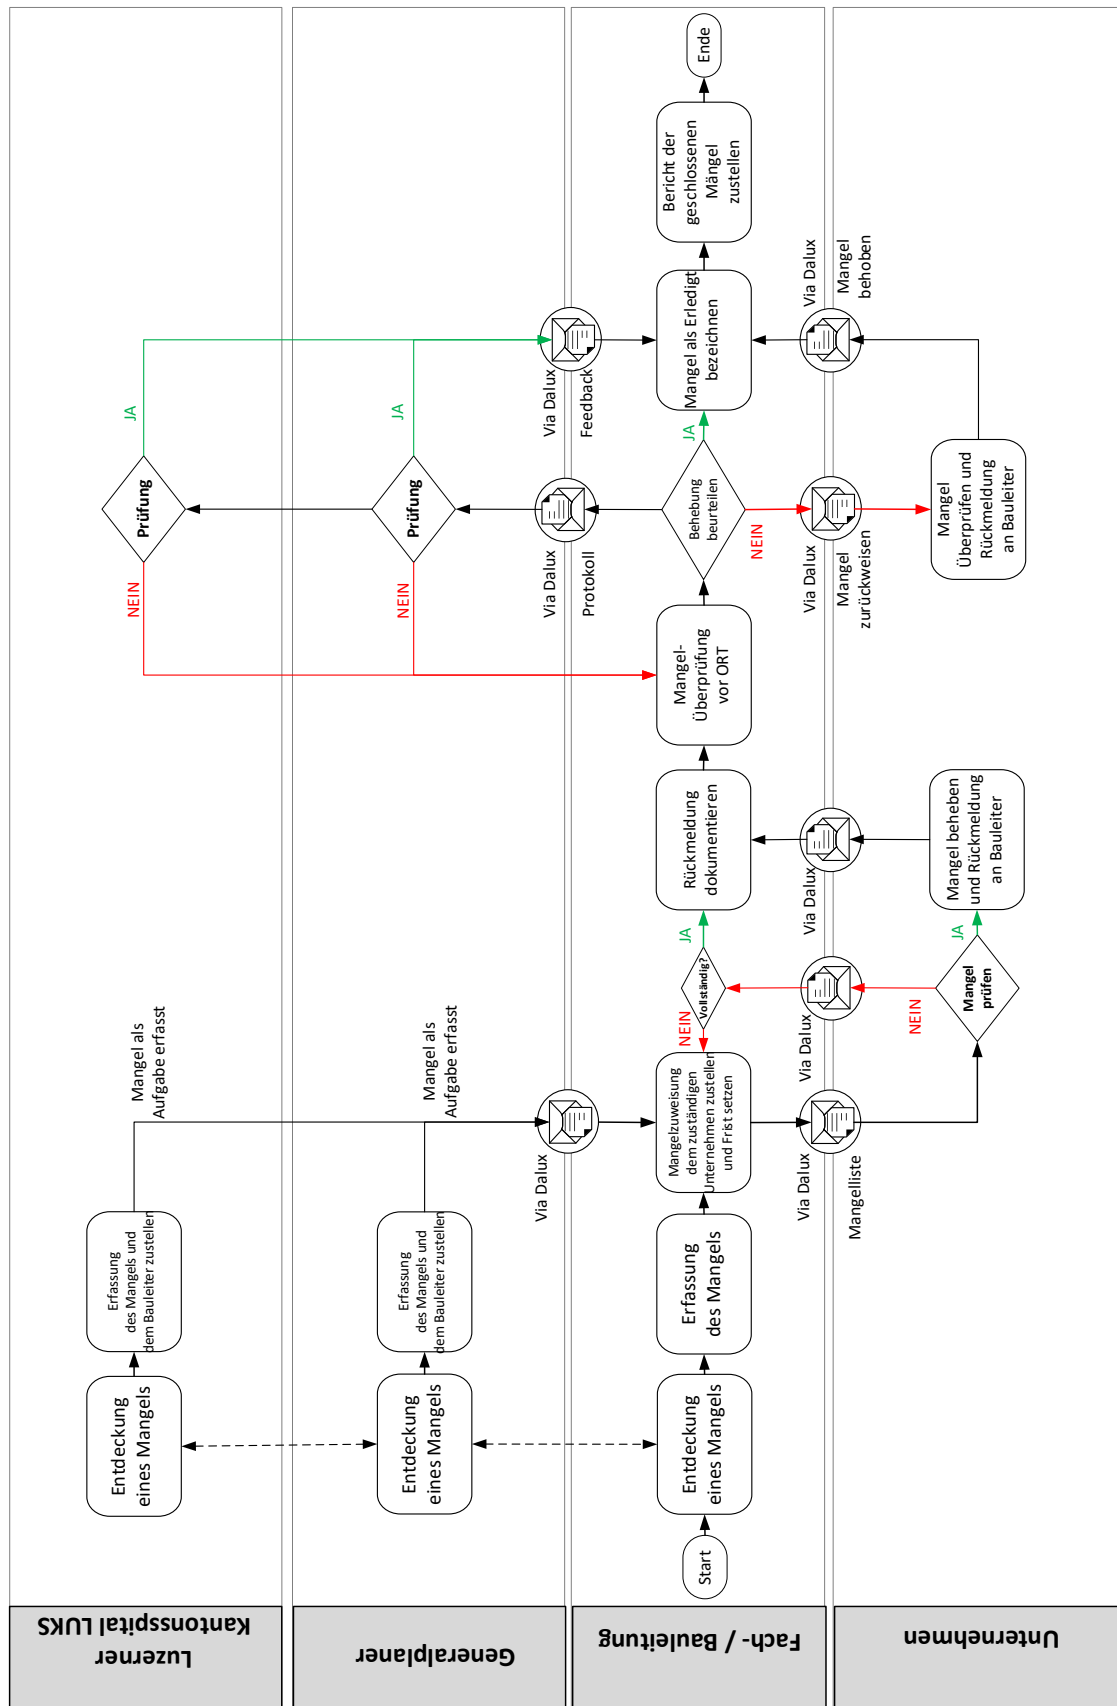 Luzerner
Kantonsspital LUKS
Entdeckung
eines Mangels
Erfassung
des Mangels und
dem Bauleiter zustellen
Mangel als
Aufgabe erfasst
NEIN
Prüfung
JA
Generalplaner
Entdeckung
eines Mangels
Erfassung
des Mangels und
dem Bauleiter zustellen
Mangel als
Aufgabe erfasst
NEIN
Prüfung
JA
Via Dalux
Via Dalux
Protokoll
Via Dalux
Feedback
Fach- / Bauleitung
Start
Entdeckung
eines Mangels
Erfassung
des Mangels
Mangelzuweisung
dem zuständigen
Unternehmen zustellen
und Frist setzen
NEIN
Vollständig?
JA
Rückmeldung
dokumentieren
Mangel-
Überprüfung
vor ORT
Behebung
beurteilen
JA
NEIN
Mangel als Erledigt
bezeichnen
Bericht der
geschlossenen
Mängel
zustellen
Ende
Via Dalux
Mangelliste
Via Dalux
Via Dalux
Via Dalux
Mangel
zurückweisen
Via Dalux
Mangel
behoben
Unternehmen
NEIN
Mangel
prüfen
JA
Mangel beheben
und Rückmeldung
an Bauleiter
Mangel
Überprüfen und
Rückmeldung
an Bauleiter